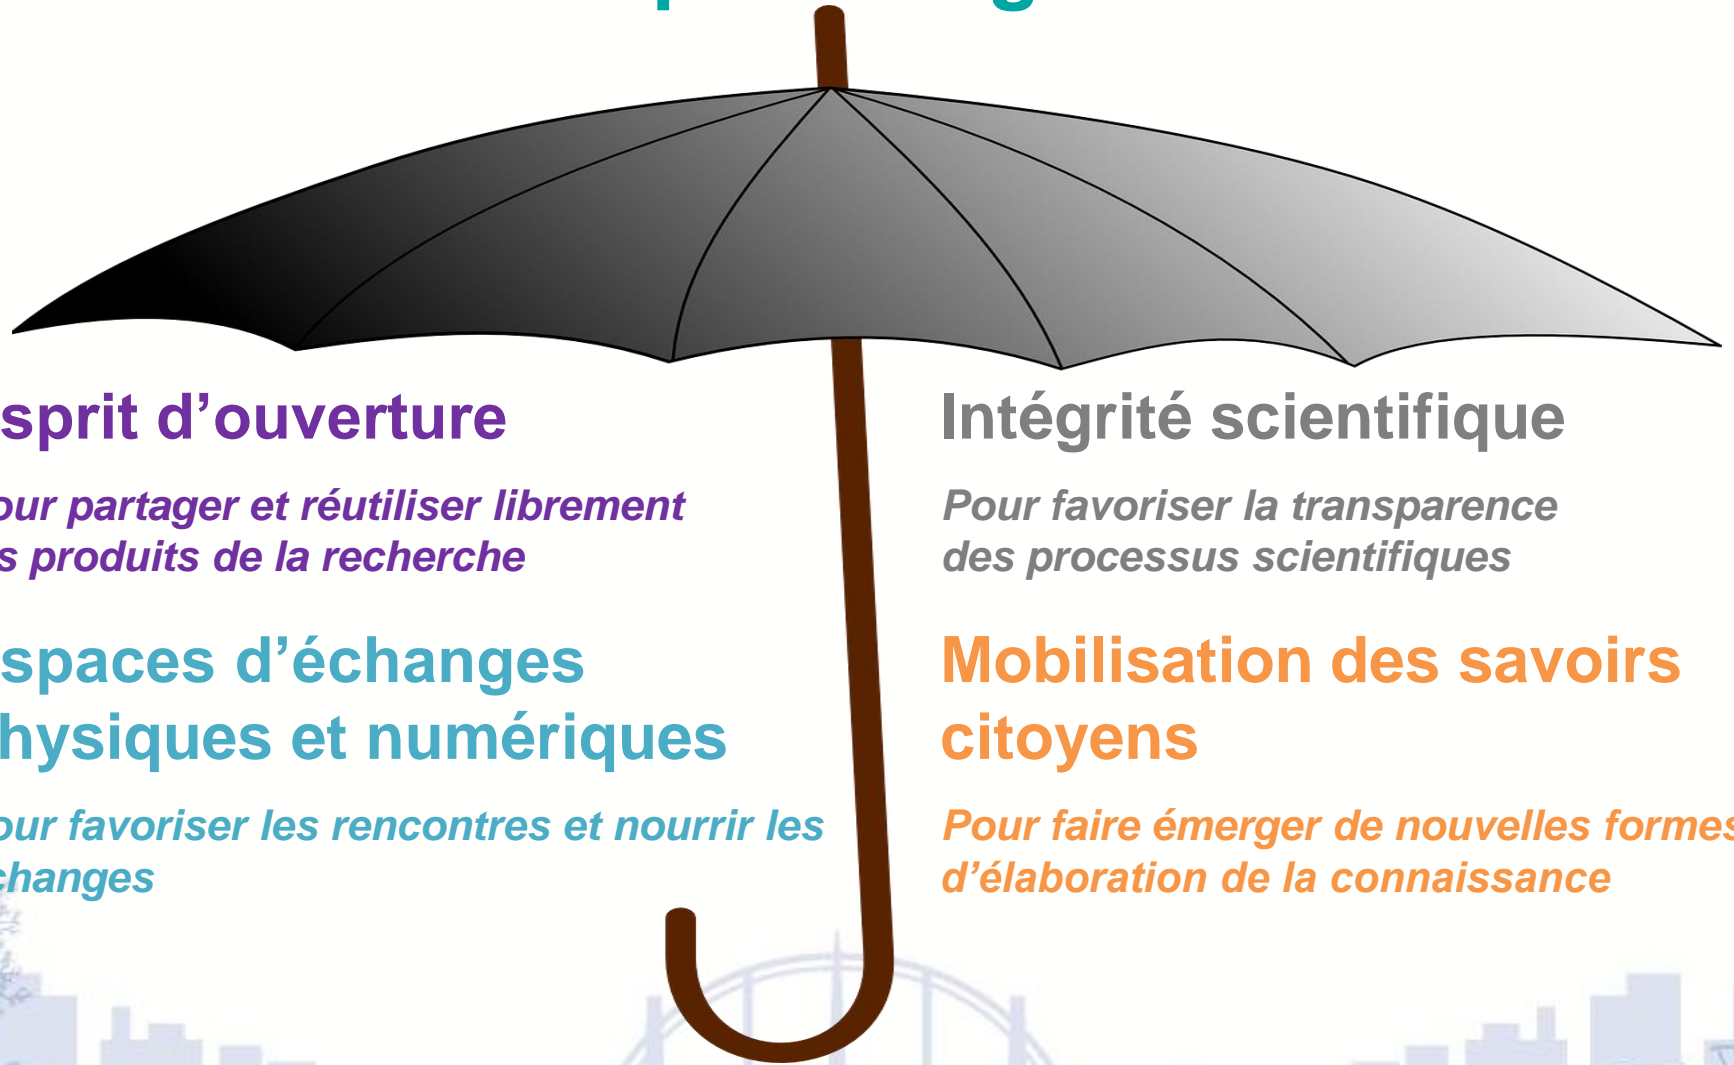 sprit d’ouverture
our partager et réutiliser librement
s produits de la recherche
Intégrité scientifique
Pour favoriser la transparence
des processus scientifiques
spaces d’échanges
hysiques et numériques
our favoriser les rencontres et nourrir les
changes
Mobilisation des savoirs
citoyens
Pour faire émerger de nouvelles formes
d’élaboration de la connaissance